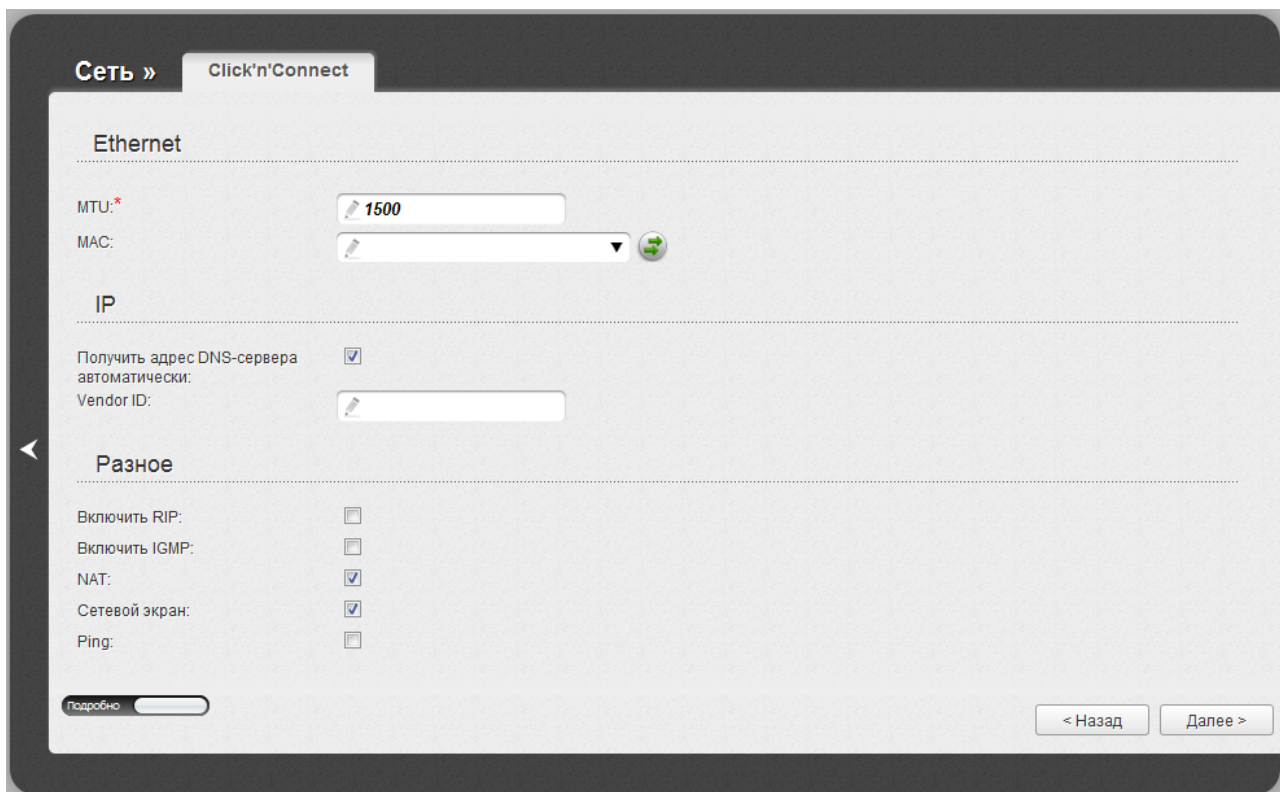 Сеть »
Click'n'Connect
Ethernet
MTU:*
1500
MAC:
IP
Получить адрес DNS-сервера
автоматически:
Vendor ID:
Разное
Включить RIP:
Включить IGMP:
NAT:
Сетевой экран:
Ping:
Подробно
< Назад
Далее >